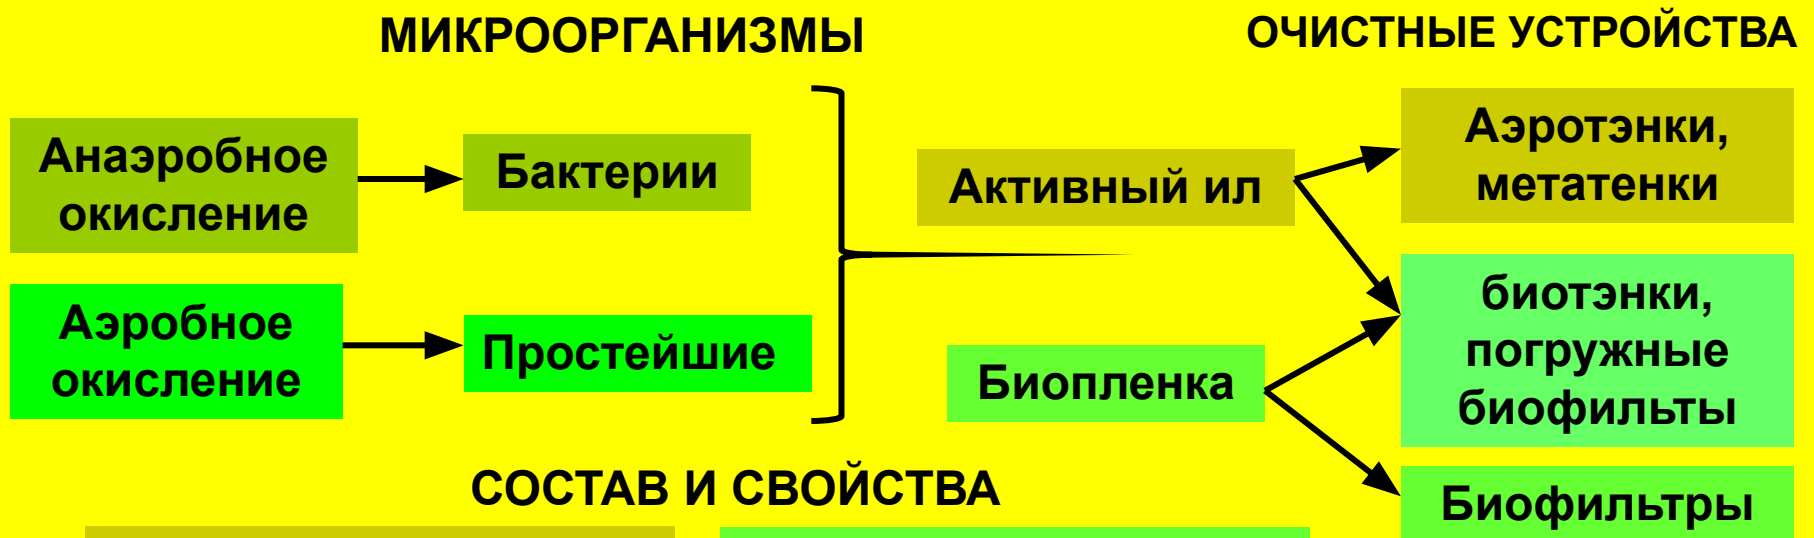 МИКРООРГАНИЗМЫ
ОЧИСТНЫЕ УСТРОЙСТВА
Анаэробное
окисление
Бактерии
Активный ил
Аэротэнки,
метатенки
Аэробное
окисление
Простейшие
Биопленка
биотэнки,
погружные
биофильты
Биофильтры
СОСТАВ И СВОЙСТВА